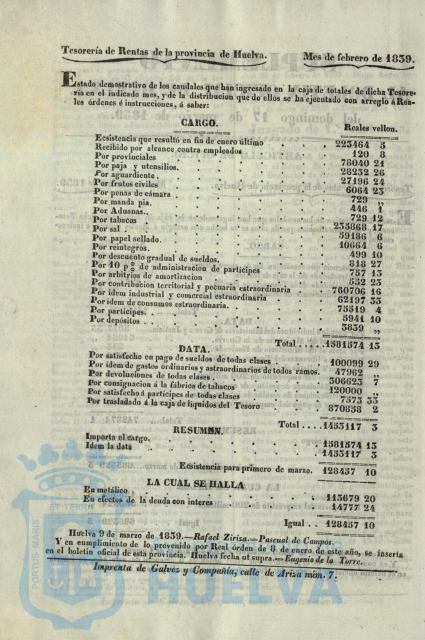 Tesorería de Rentas de la provincia de Huelva. Mes de febrero de 1839.
Estado demostrativo de los caudales que han ingresado en la caja de totales de dicha Tesore-
ría en el indicado mes, y de la distribucion que de ellos se ha ejecutado con arreglo á Rea-
les órdenes é instrucciones, á saber:
CARGO. Reales vellon.
Ecsistencia que resultó en fin de enero último 223464 5
Recibido por alcance contra empleados 120 8
Por provinciales 78040 21
Por paja y utensilios. 28232 26
Por aguardiente 27196 24
Por frutos civiles 6064 23
Por penas de cámara 729 ,,
Por manda pia. 446 1
Por Aduanas. 729 12
Por tabacos 253868 17
Por sal 59186 6
Por papel sellado. 10664 6
Por reintegros. 499 10
Por descuento gradual de sueldos. 818 27
Por 10 p% de administracion de partícipes 757 13
Por arbitrios de amortizacion 532 23
Por contribucion territorial y pecuaria estraordinaria 760706 16
Por idem industrial y comercial estraordinaria 62197 33
Por idem de consumos estraordinaria. 75519 4
Por partícipes. 5941 10
Por depósitos 3859 ,,
Total 1581574 13
DATA.
Por satisfecho en pago de sueldos de todas clases 100099 29
Por idem de gastos ordinarios y astraordinarios de todos ramos. 47962 ,,
Por devoluciones de todas clases 306623 7
Por consignacion á la fábrica de tabacos 120000 ,,
Por satisfecho á partícipes de todas clases 7573 33
Por trasladado á la caja de líquidos del Tesoro 870858 2
Total 1453117 3
RESUMEN.
Importa el cargo. 1581574 13
Idem la data 1453117 3
Ecsistencia para primero de marzo. 128457 10
LA CUAL SE HALLA
En metálico 113679 20
En efectos de la deuda con interes 14777 24
Igual 128457 10
Huelva 9 de marzo de 1839.—Rafael Ziriza.—Pascual de Campos.
Y en cumplimiento de lo prevenido por Real órden de 8 de enero de este año, se inserta
en el boletin oficial de esta provincia. Huelva fecha ut supra.—Eugenio de la Torre.
Imprenta de Galvez y Compañía, calle de Ariza núm. 7.
PORTUS MARIS
ET TERRÆ
HUELVA